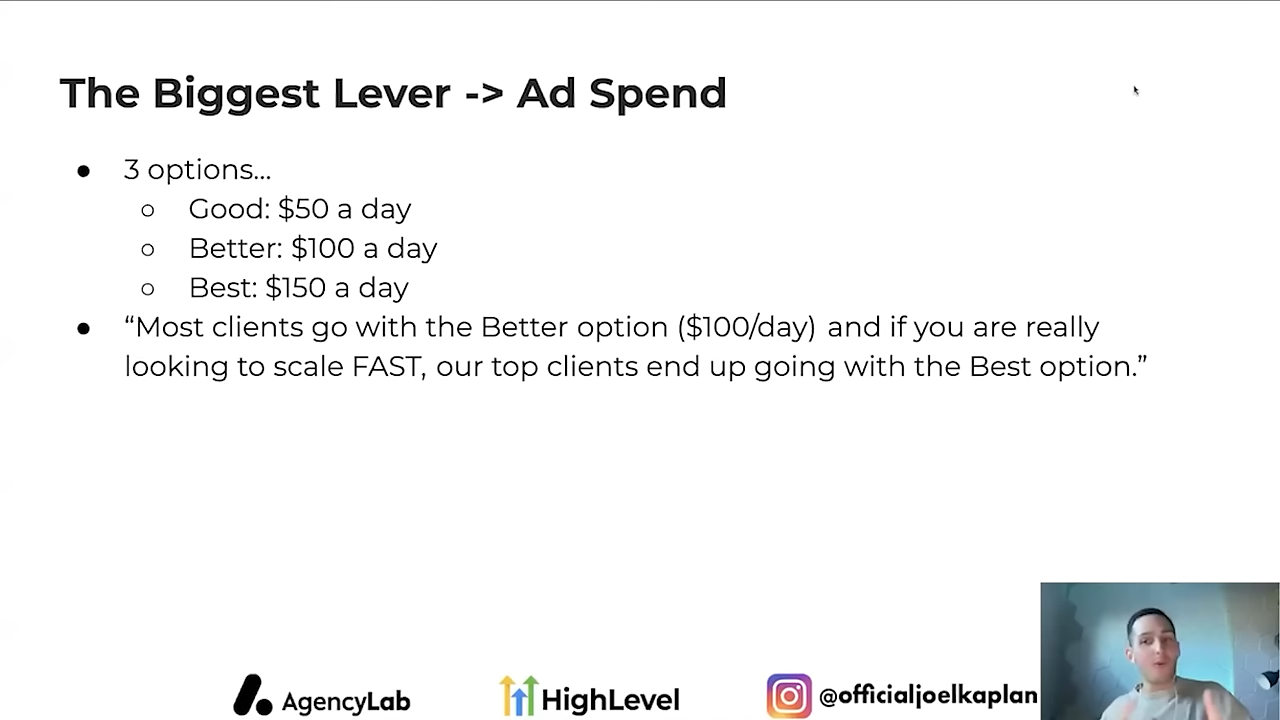 The Biggest Lever -> Ad Spend
● 3 options...
○ Good: $50 a day
○ Better: $100 a day
○ Best: $150 a day
● “Most clients go with the Better option ($100/day) and if you are really
looking to scale FAST, our top clients end up going with the Best option.”
AgencyLab HighLevel @officialjoelkaplan